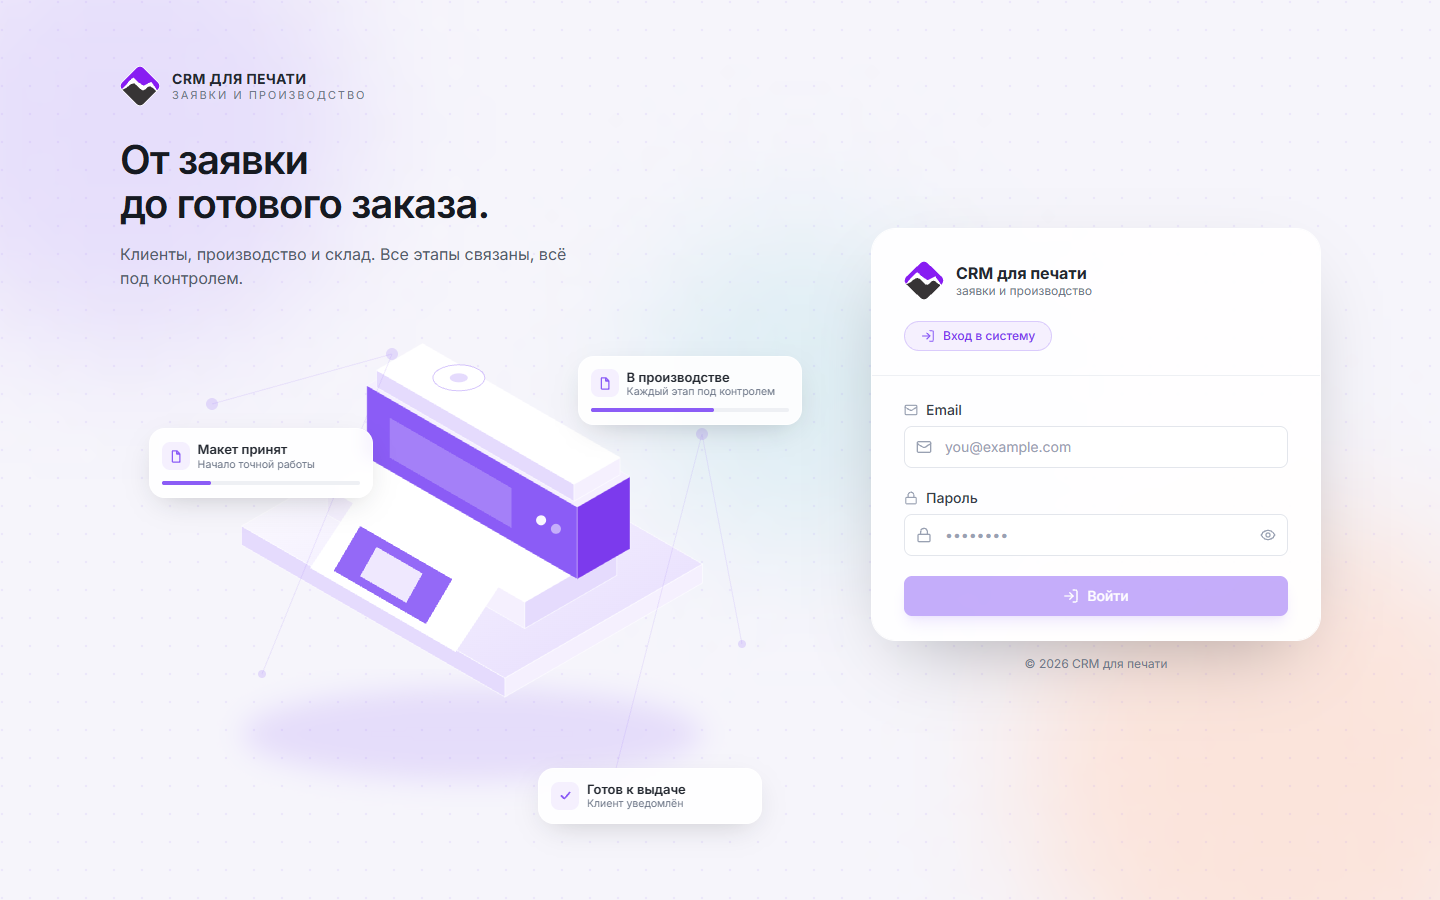 CRM ДЛЯ ПЕЧАТИ
ЗАЯВКИ И ПРОИЗВОДСТВО
От заявки
до готового заказа.
Клиенты, производство и склад. Все этапы связаны, всё
под контролем.
В производстве
Каждый этап под контролем
Макет принят
Начало точной работы
Готов к выдаче
Клиент уведомлён
CRM для печати
заявки и производство
Вход в систему
Email
you@example.com
Пароль
••••••••
Войти
© 2026 CRM для печати